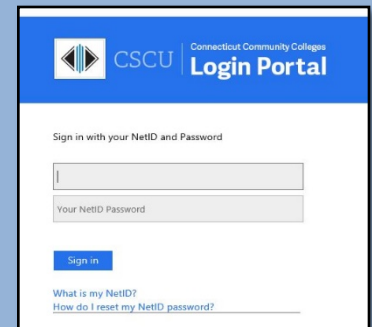 CSCU
Connecticut Community Colleges
Login Portal
Sign in with your NetID and Password
Your NetID Password
Sign in
What is my NetID?
How do I reset my NetID password?